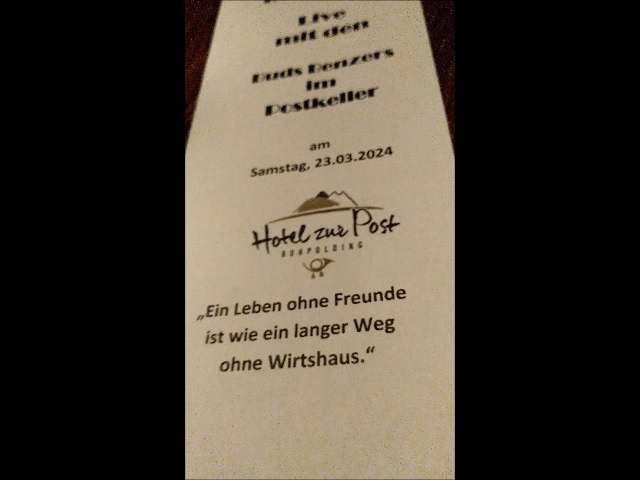 Live
mit den
Buds Benzers
im
Postkeller
am
Samstag, 23.03.2024
Hotel zur Post
RUHPOLDING
„Ein Leben ohne Freunde
ist wie ein langer Weg
ohne Wirtshaus.“